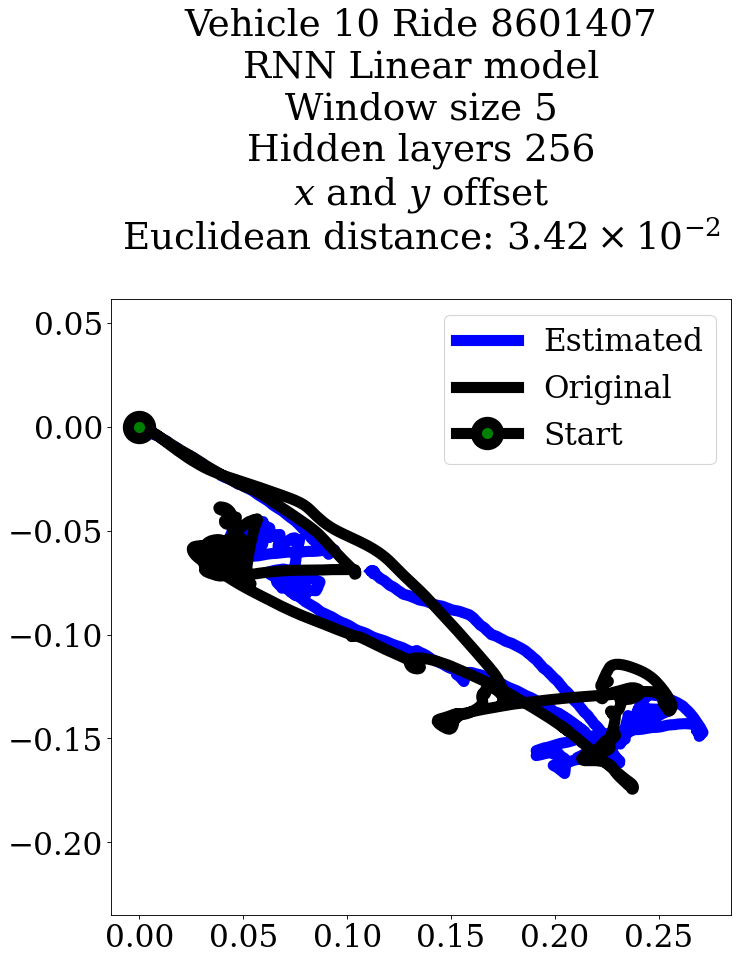 Vehicle 10 Ride 8601407
RNN Linear model
Window size 5
Hidden layers 256
x and y offset
Euclidean distance: 3.42 × 10⁻²
Estimated
Original
Start
0.05
0.00
−0.05
−0.10
−0.15
−0.20
0.00 0.05 0.10 0.15 0.20 0.25